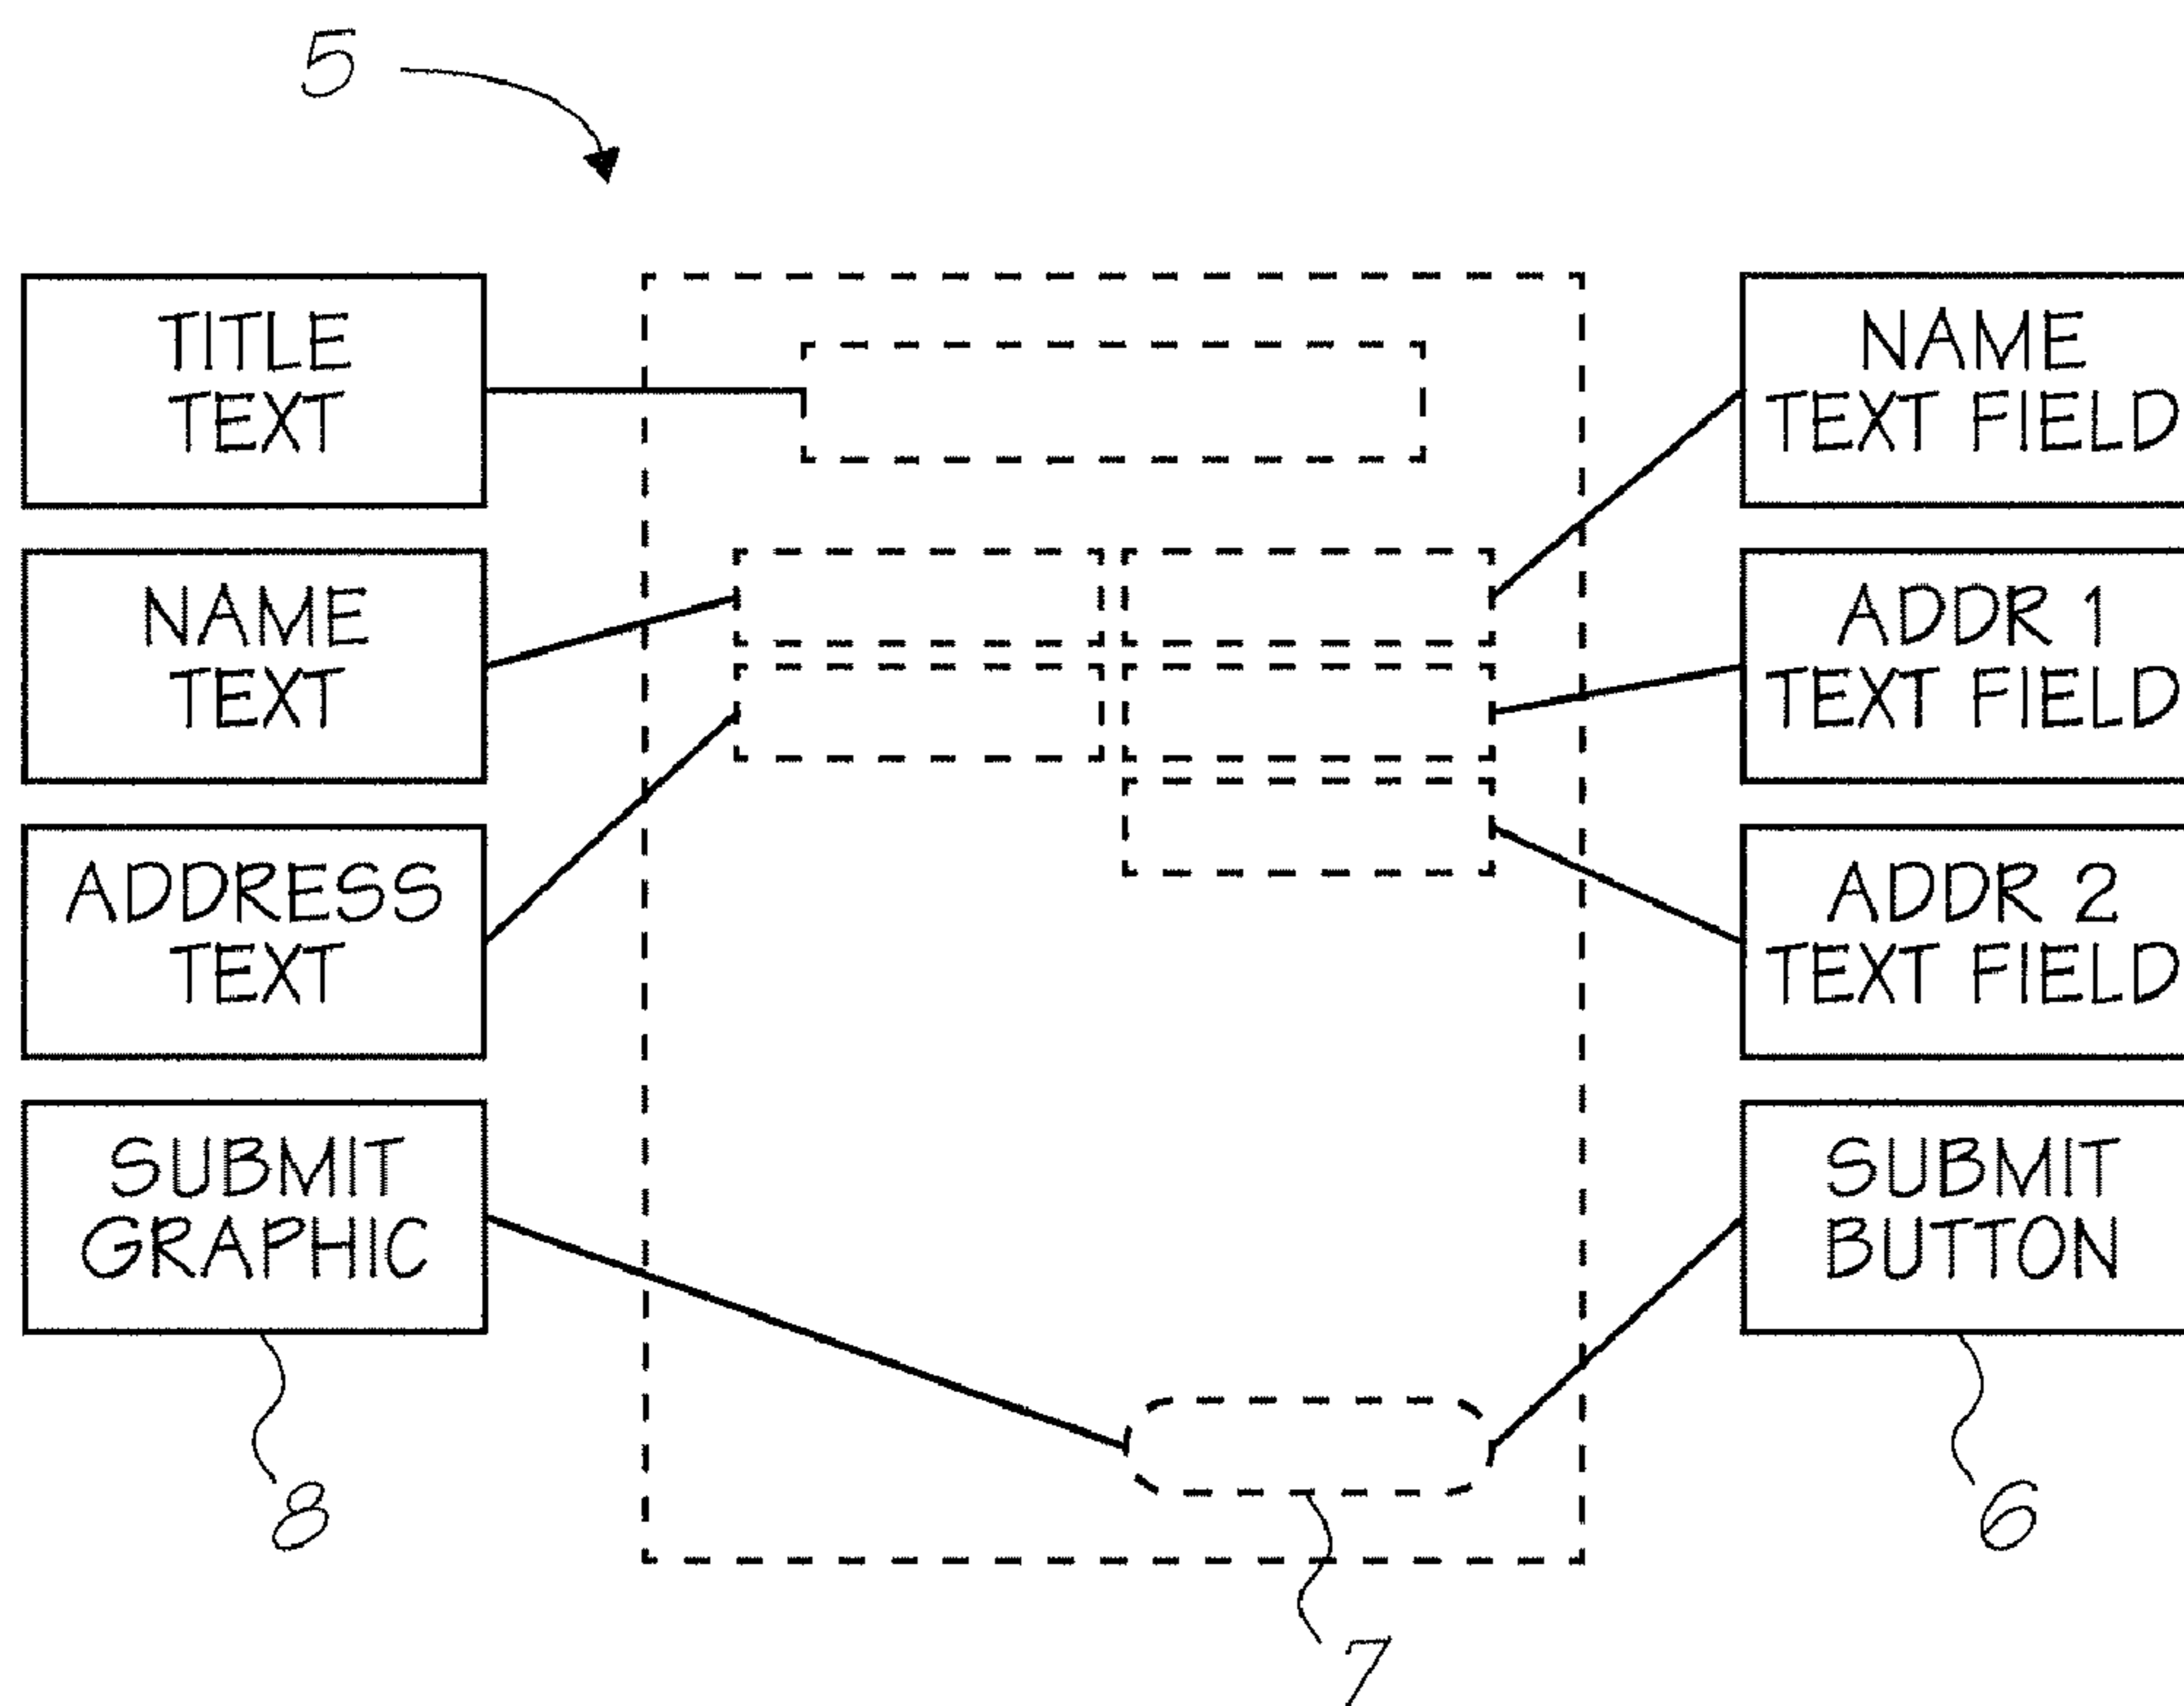 5
TITLE
TEXT
NAME
TEXT
ADDRESS
TEXT
SUBMIT
GRAPHIC
8
NAME
TEXT FIELD
ADDR 1
TEXT FIELD
ADDR 2
TEXT FIELD
SUBMIT
BUTTON
6
7